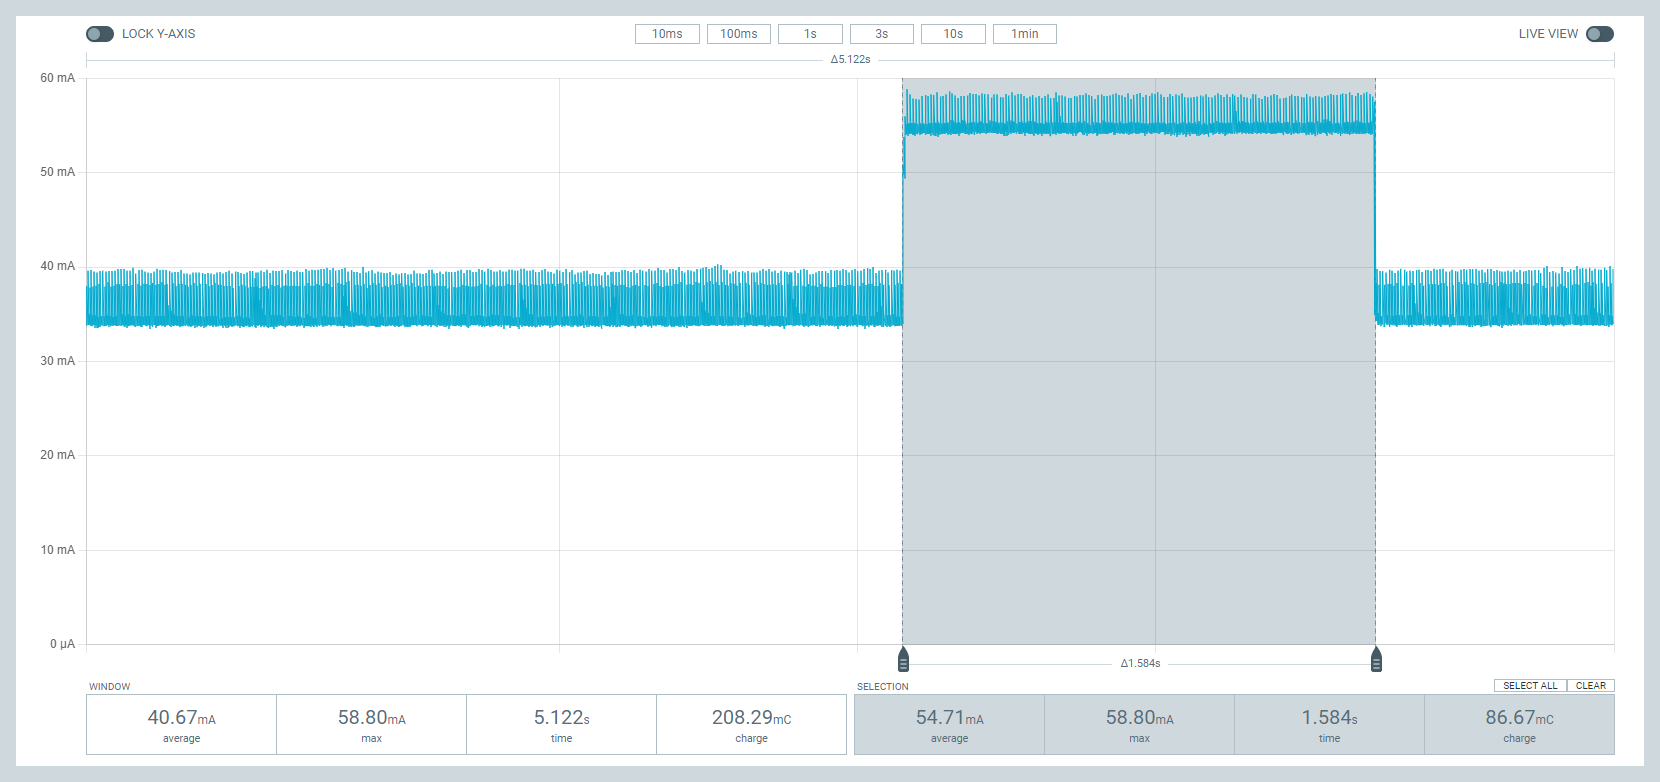 LOCK Y-AXIS
10ms
100ms
1s
3s
10s
1min
LIVE VIEW
Δ5.122s
60 mA
50 mA
40 mA
30 mA
20 mA
10 mA
0 µA
Δ1.584s
WINDOW
40.67mA
average
58.80mA
max
5.122s
time
208.29mC
charge
SELECTION
SELECT ALL
CLEAR
54.71mA
average
58.80mA
max
1.584s
time
86.67mC
charge